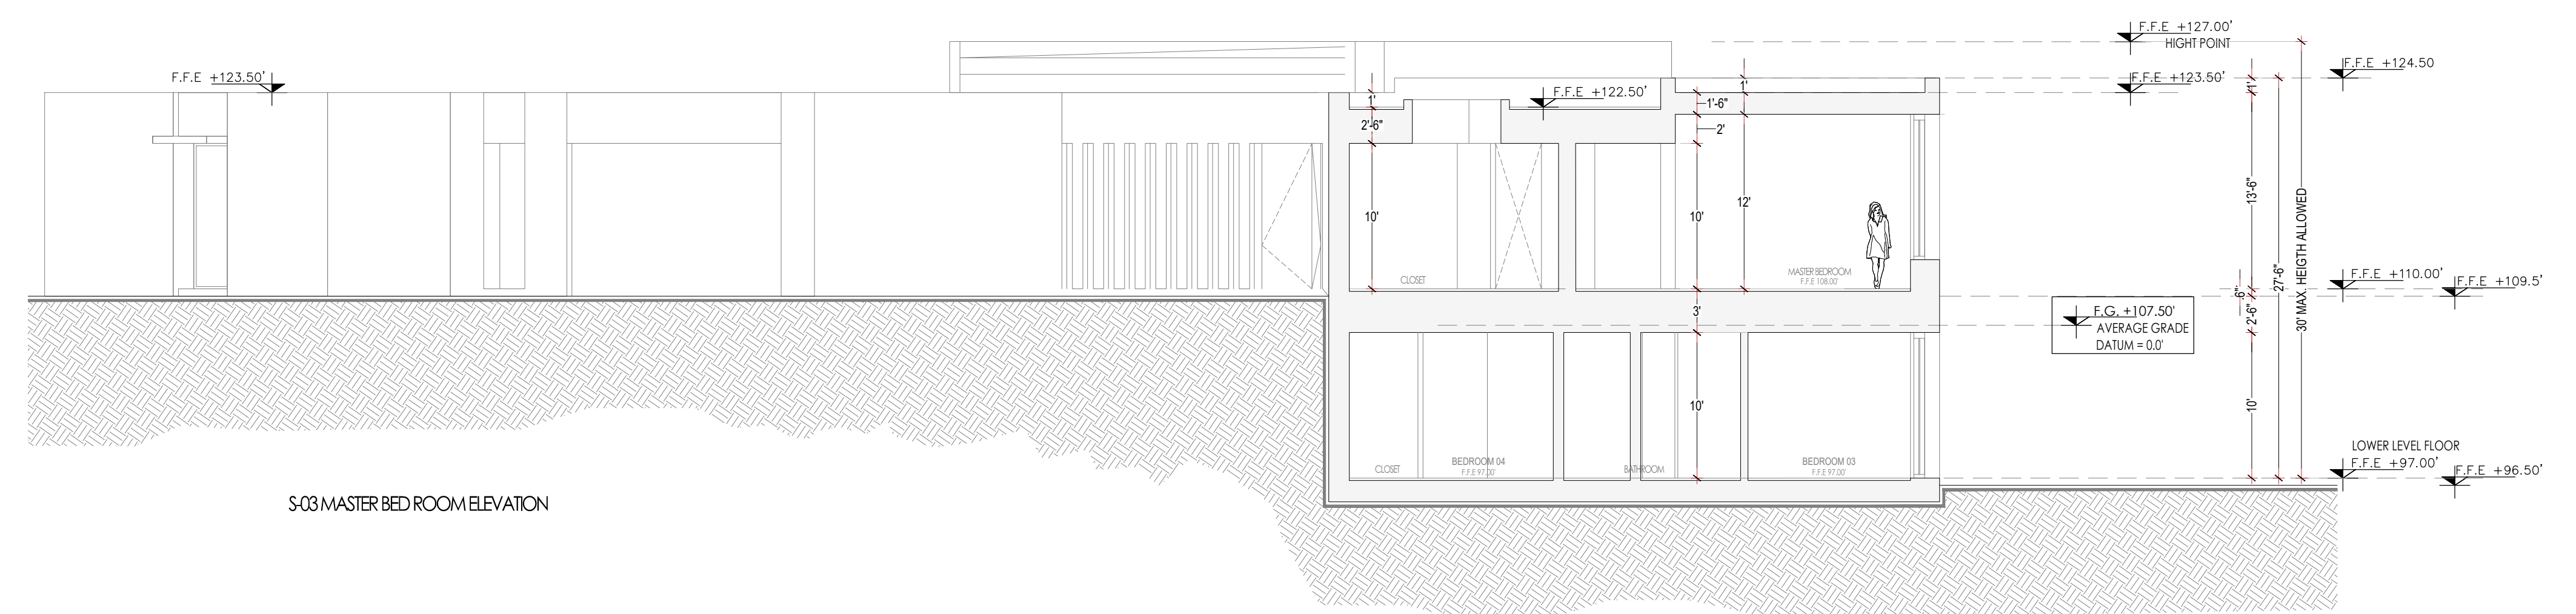 F.F.E +127.00'
HIGHT POINT
F.F.E +123.50'
F.F.E +123.50'
F.F.E +124.50
F.F.E +122.50'
1'
2'-6"
1'-6"
2'
1'
1'
10'
10'
12'
13'-6"
27'-6"
30' MAX. HEIGTH ALLOWED
CLOSET
MASTER BEDROOM
F.F.E 108.00'
F.F.E +110.00'
F.F.E +109.5'
3'
.6"
2'-6"
F.G. +107.50'
AVERAGE GRADE
DATUM = 0.0'
10'
10'
CLOSET
BEDROOM 04
F.F.E 97.00'
BATHROOM
BEDROOM 03
F.F.E 97.00'
LOWER LEVEL FLOOR
F.F.E +97.00'
F.F.E +96.50'
S-03 MASTER BED ROOM ELEVATION